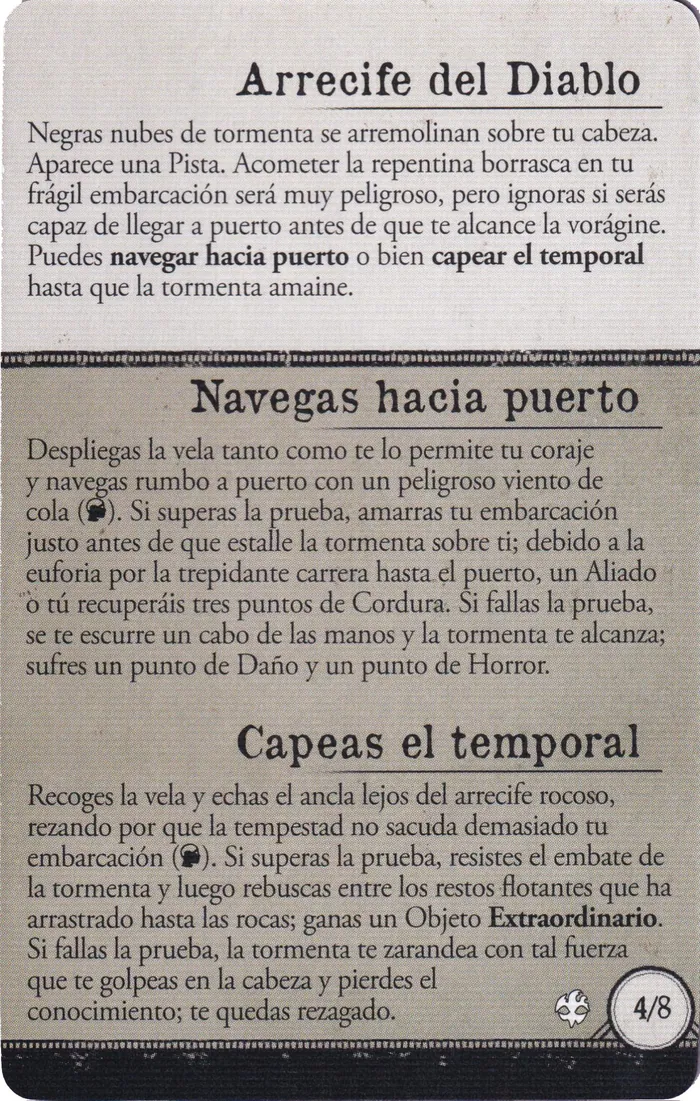 Arrecife del Diablo
Negras nubes de tormenta se arremolinan sobre tu cabeza.
Aparece una Pista. Acometer la repentina borrasca en tu
frágil embarcación será muy peligroso, pero ignoras si serás
capaz de llegar a puerto antes de que te alcance la vorágine.
Puedes navegar hacia puerto o bien capear el temporal
hasta que la tormenta amaine.
Navegas hacia puerto
Despliegas la vela tanto como te lo permite tu coraje
y navegas rumbo a puerto con un peligroso viento de
cola (). Si superas la prueba, amarras tu embarcación
justo antes de que estalle la tormenta sobre ti; debido a la
euforia por la trepidante carrera hasta el puerto, un Aliado
o tú recuperáis tres puntos de Cordura. Si fallas la prueba,
se te escurre un cabo de las manos y la tormenta te alcanza;
sufres un punto de Daño y un punto de Horror.
Capeas el temporal
Recoges la vela y echas el ancla lejos del arrecife rocoso,
rezando por que la tempestad no sacuda demasiado tu
embarcación (). Si superas la prueba, resistes el embate de
la tormenta y luego rebuscas entre los restos flotantes que ha
arrastrado hasta las rocas; ganas un Objeto Extraordinario.
Si fallas la prueba, la tormenta te zarandea con tal fuerza
que te golpeas en la cabeza y pierdes el
conocimiento; te quedas rezagado.
4/8